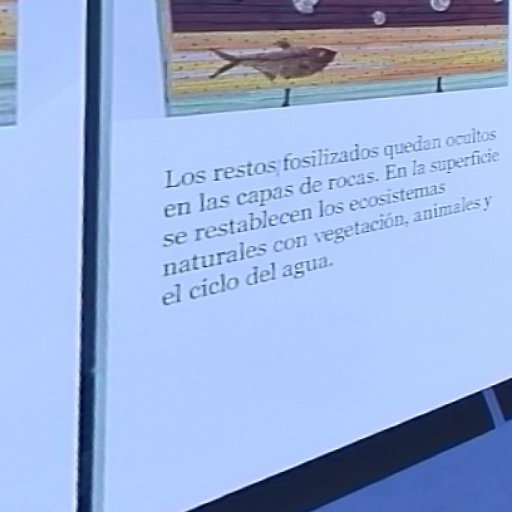 Los restos fosilizados quedan ocultos
en las capas de rocas. En la superficie
se restablecen los ecosistemas
naturales con vegetación, animales y
el ciclo del agua.